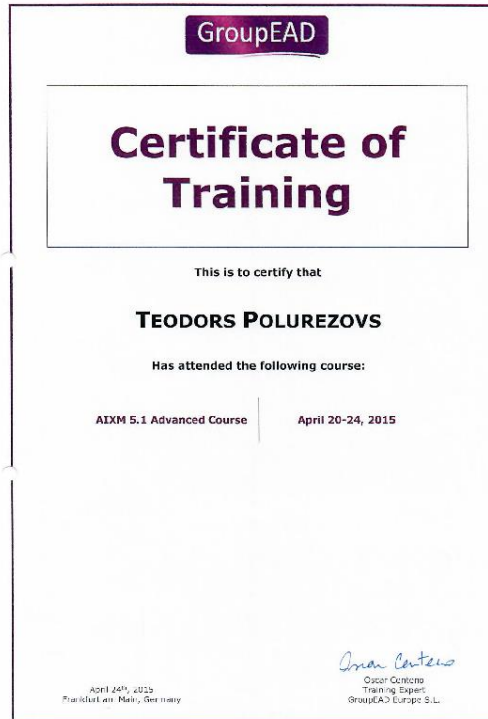 GroupEAD
Certificate of
Training
This is to certify that
TEODORS POLUREZOVS
Has attended the following course:
AIXM 5.1 Advanced Course April 20-24, 2015
Oscar Centeno
April 24th, 2015
Frankfurt am Main, Germany
Oscar Centeno
Training Expert
GroupEAD Europe S.L.